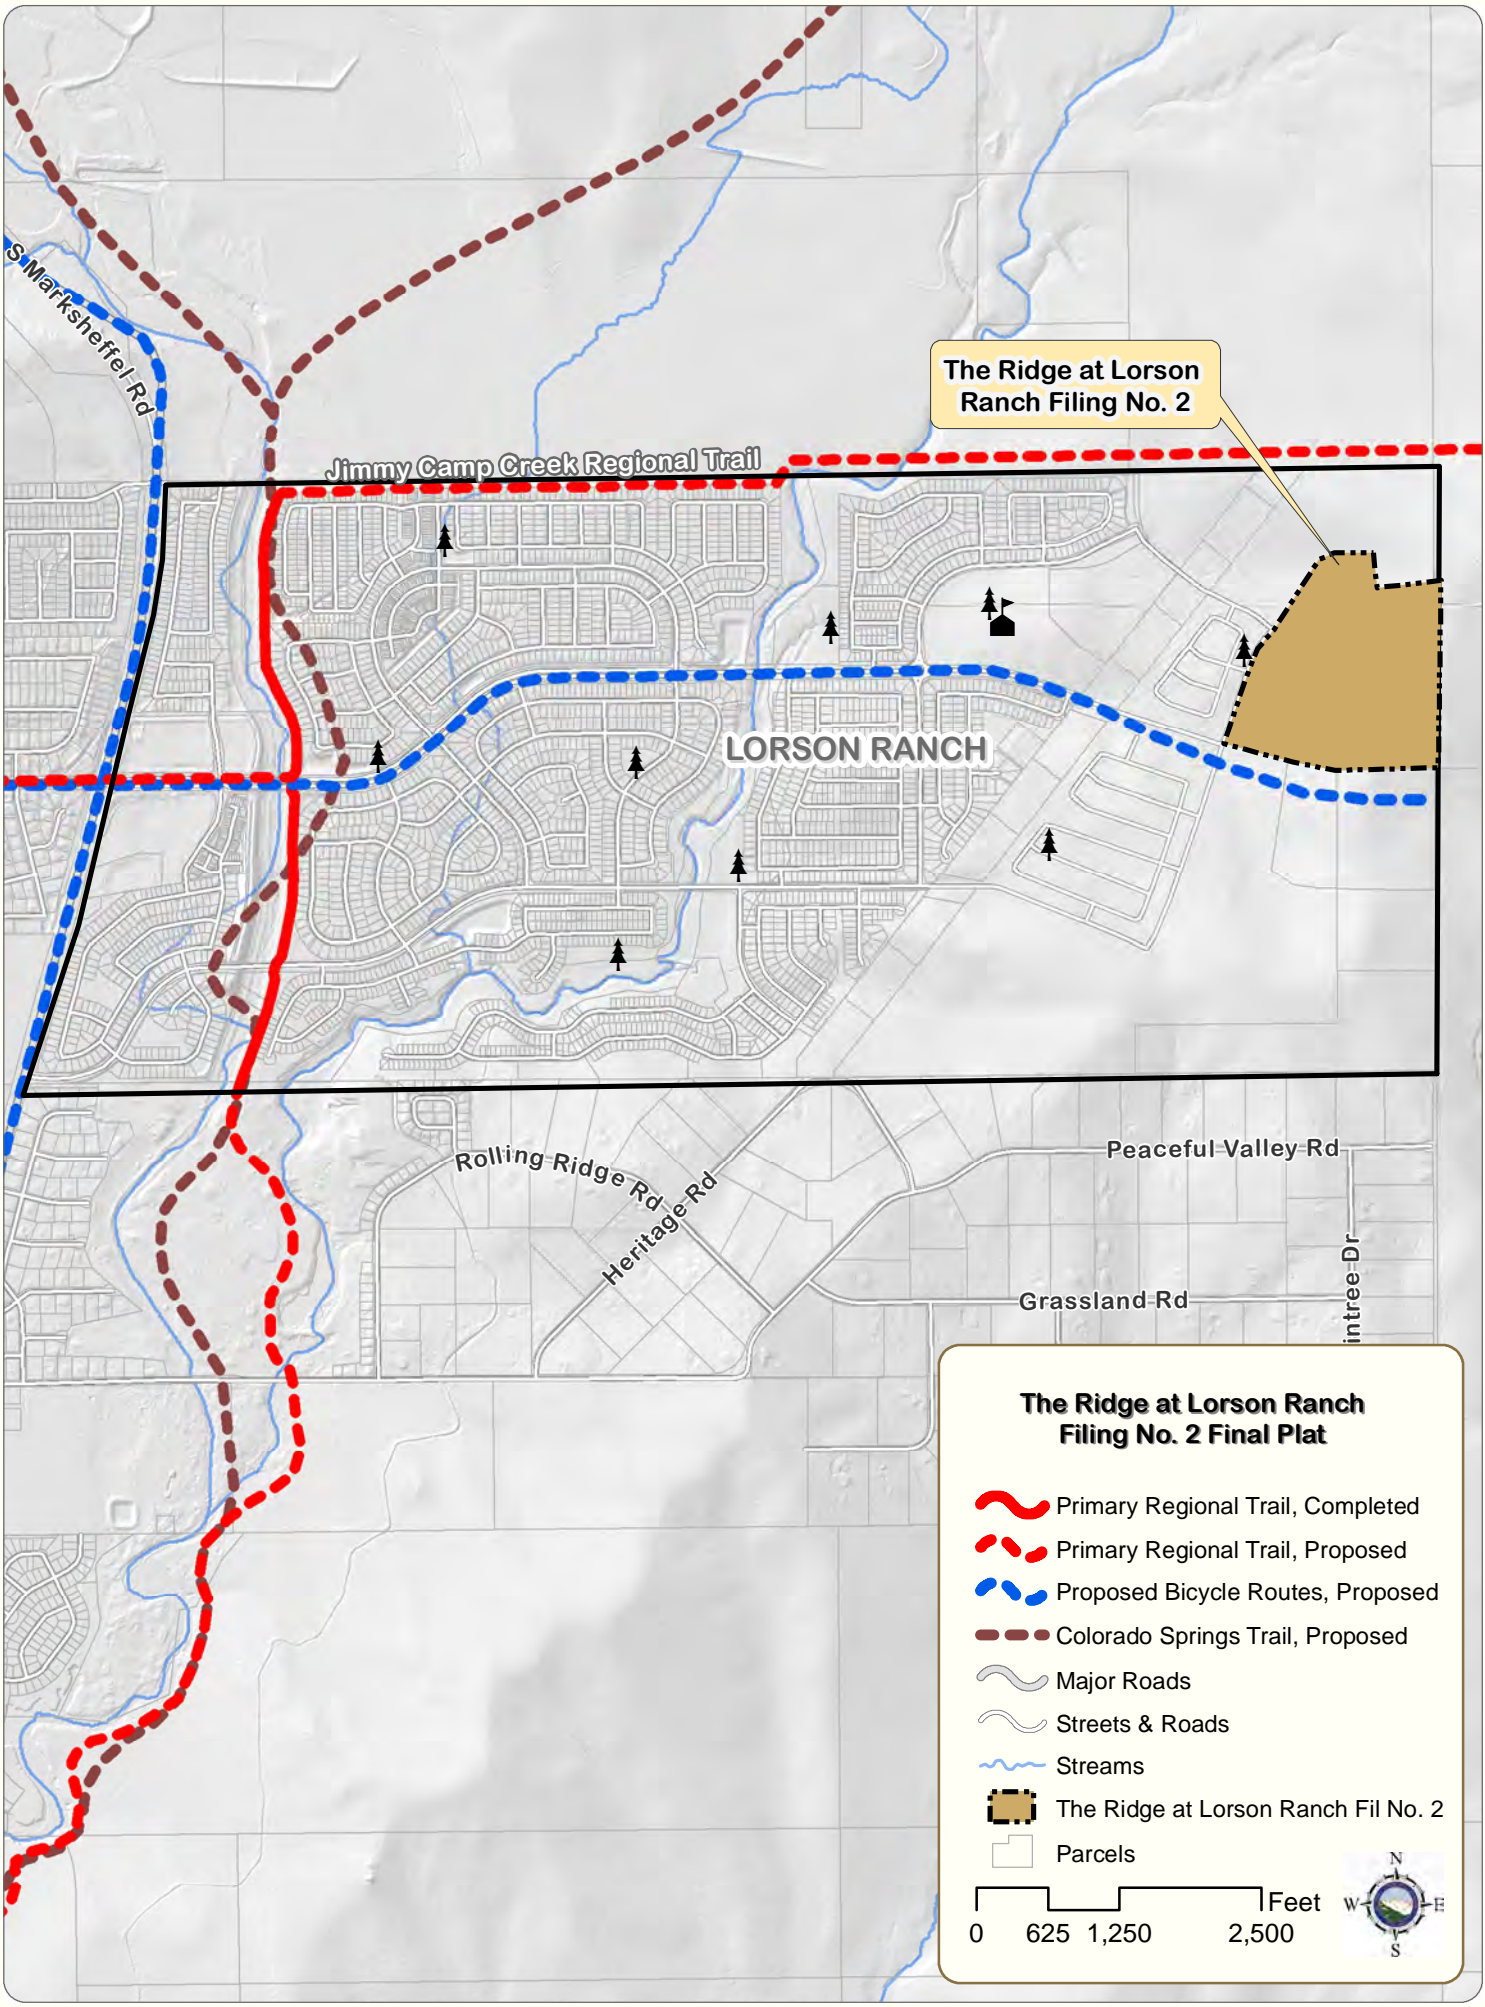 S Marksheffel Rd
The Ridge at Lorson
Ranch Filing No. 2
Jimmy Camp Creek Regional Trail
LORSON RANCH
Rolling Ridge Rd
Heritage Rd
Peaceful Valley Rd
Grassland Rd
intree Dr
The Ridge at Lorson Ranch
Filing No. 2 Final Plat
Primary Regional Trail, Completed
Primary Regional Trail, Proposed
Proposed Bicycle Routes, Proposed
Colorado Springs Trail, Proposed
Major Roads
Streets & Roads
Streams
The Ridge at Lorson Ranch Fil No. 2
Parcels
Feet
0 625 1,250 2,500
N
W E
S